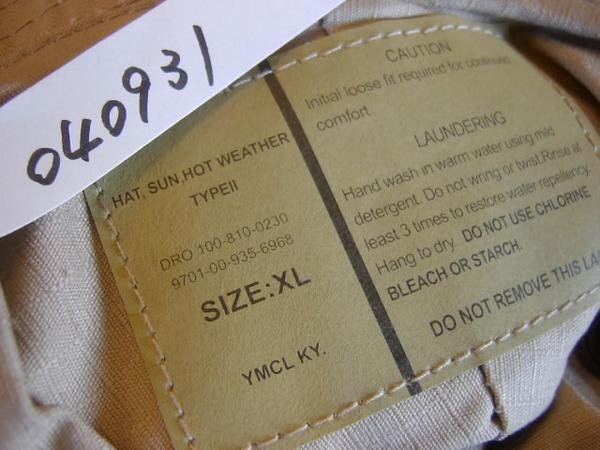 040931
HAT, SUN,HOT WEATHER
TYPEII
DRO 100-810-0230
9701-00-935-6968
SIZE:XL
YMCL KY.
CAUTION
Initial loose fit required for continued
comfort.
LAUNDERING
Hand wash in warm water using mild
detergent. Do not wring or twist.Rinse at
least 3 times to restore water repellency.
Hang to dry. DO NOT USE CHLORINE
BLEACH OR STARCH.
DO NOT REMOVE THIS LA